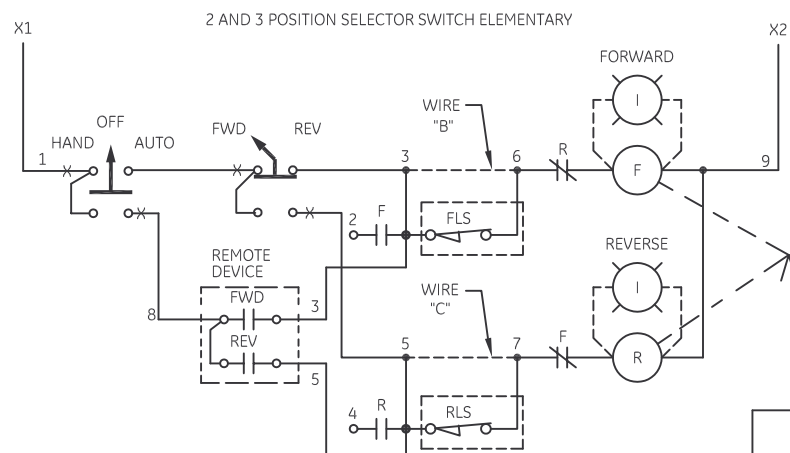 2 AND 3 POSITION SELECTOR SWITCH ELEMENTARY
X1
X2
FORWARD
I
WIRE
"B"
OFF
HAND
AUTO
FWD
REV
1
3
6
R
F
9
2
F
FLS
REMOTE
DEVICE
FWD
3
8
REV
5
REVERSE
I
WIRE
"C"
5
7
F
R
4
R
RLS